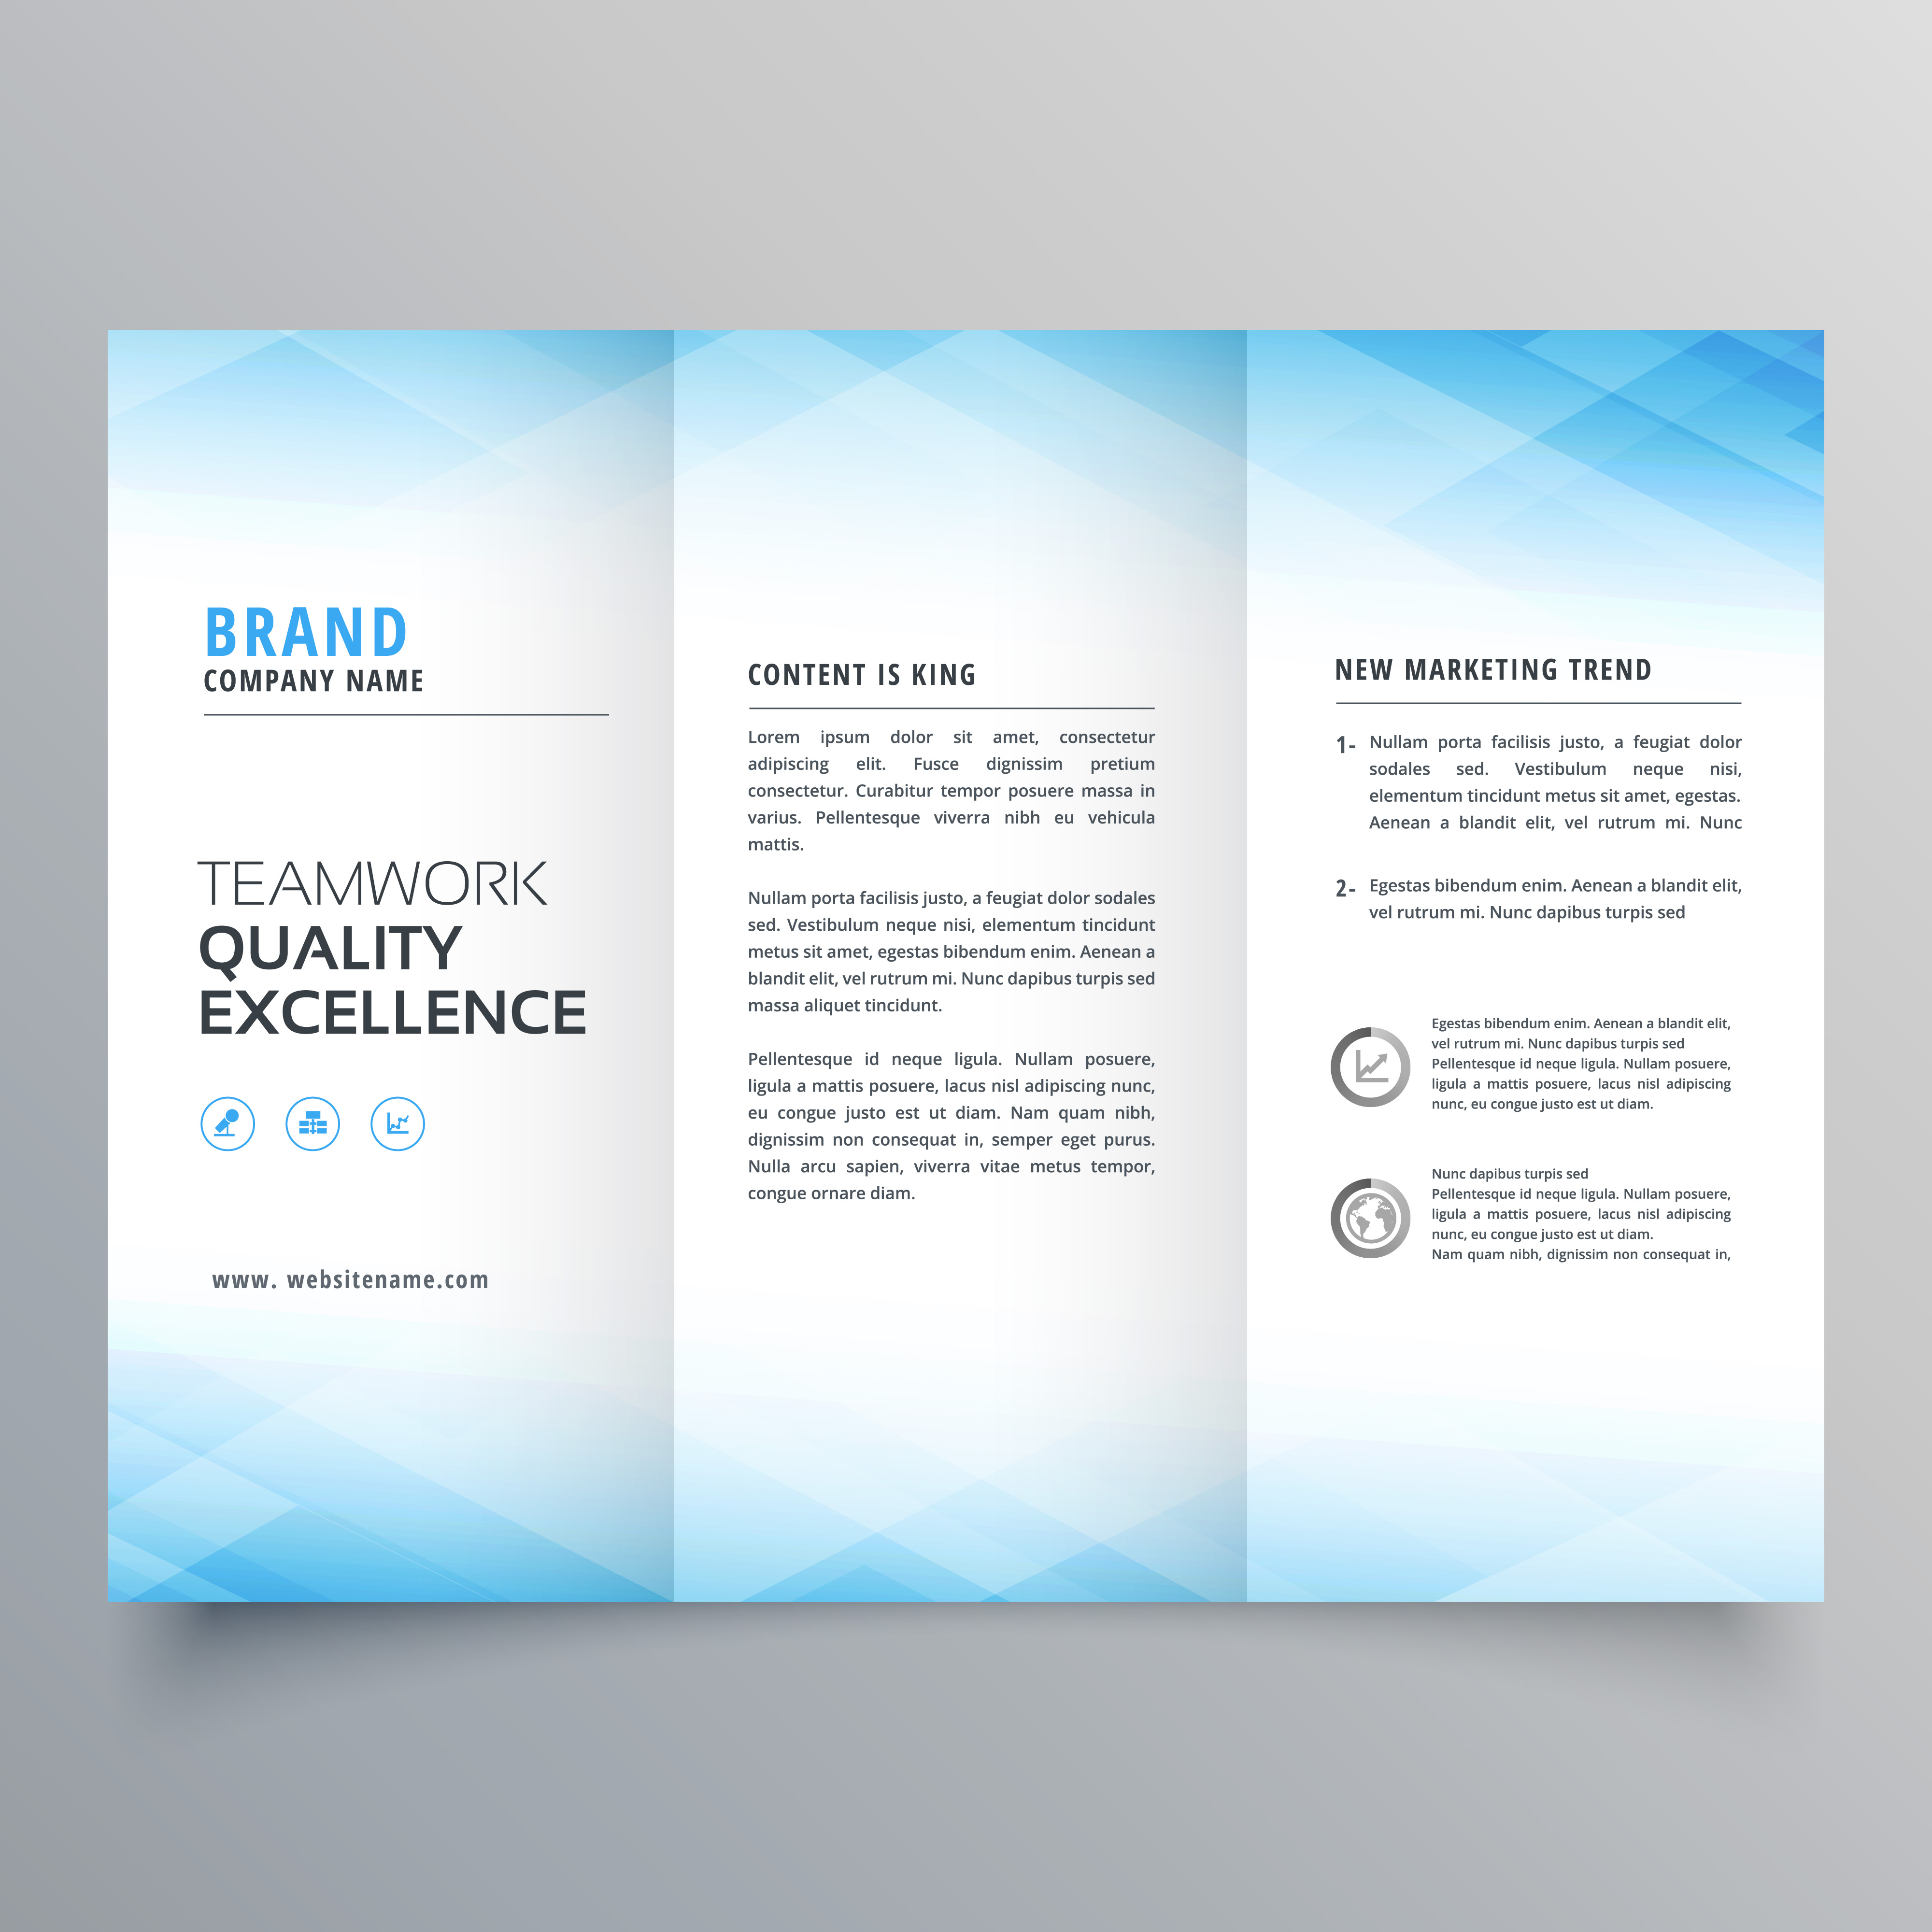 BRAND
COMPANY NAME
TEAMWORK
QUALITY
EXCELLENCE
www. websitename.com
CONTENT IS KING
Lorem ipsum dolor sit amet, consectetur
adipiscing elit. Fusce dignissim pretium
consectetur. Curabitur tempor posuere massa in
varius. Pellentesque viverra nibh eu vehicula
mattis.
Nullam porta facilisis justo, a feugiat dolor sodales
sed. Vestibulum neque nisi, elementum tincidunt
metus sit amet, egestas bibendum enim. Aenean a
blandit elit, vel rutrum mi. Nunc dapibus turpis sed
massa aliquet tincidunt.
Pellentesque id neque ligula. Nullam posuere,
ligula a mattis posuere, lacus nisl adipiscing nunc,
eu congue justo est ut diam. Nam quam nibh,
dignissim non consequat in, semper eget purus.
Nulla arcu sapien, viverra vitae metus tempor,
congue ornare diam.
NEW MARKETING TREND
1- Nullam porta facilisis justo, a feugiat dolor
sodales sed. Vestibulum neque nisi,
elementum tincidunt metus sit amet, egestas.
Aenean a blandit elit, vel rutrum mi. Nunc
2- Egestas bibendum enim. Aenean a blandit elit,
vel rutrum mi. Nunc dapibus turpis sed
Egestas bibendum enim. Aenean a blandit elit,
vel rutrum mi. Nunc dapibus turpis sed
Pellentesque id neque ligula. Nullam posuere,
ligula a mattis posuere, lacus nisl adipiscing
nunc, eu congue justo est ut diam.
Nunc dapibus turpis sed
Pellentesque id neque ligula. Nullam posuere,
ligula a mattis posuere, lacus nisl adipiscing
nunc, eu congue justo est ut diam.
Nam quam nibh, dignissim non consequat in,